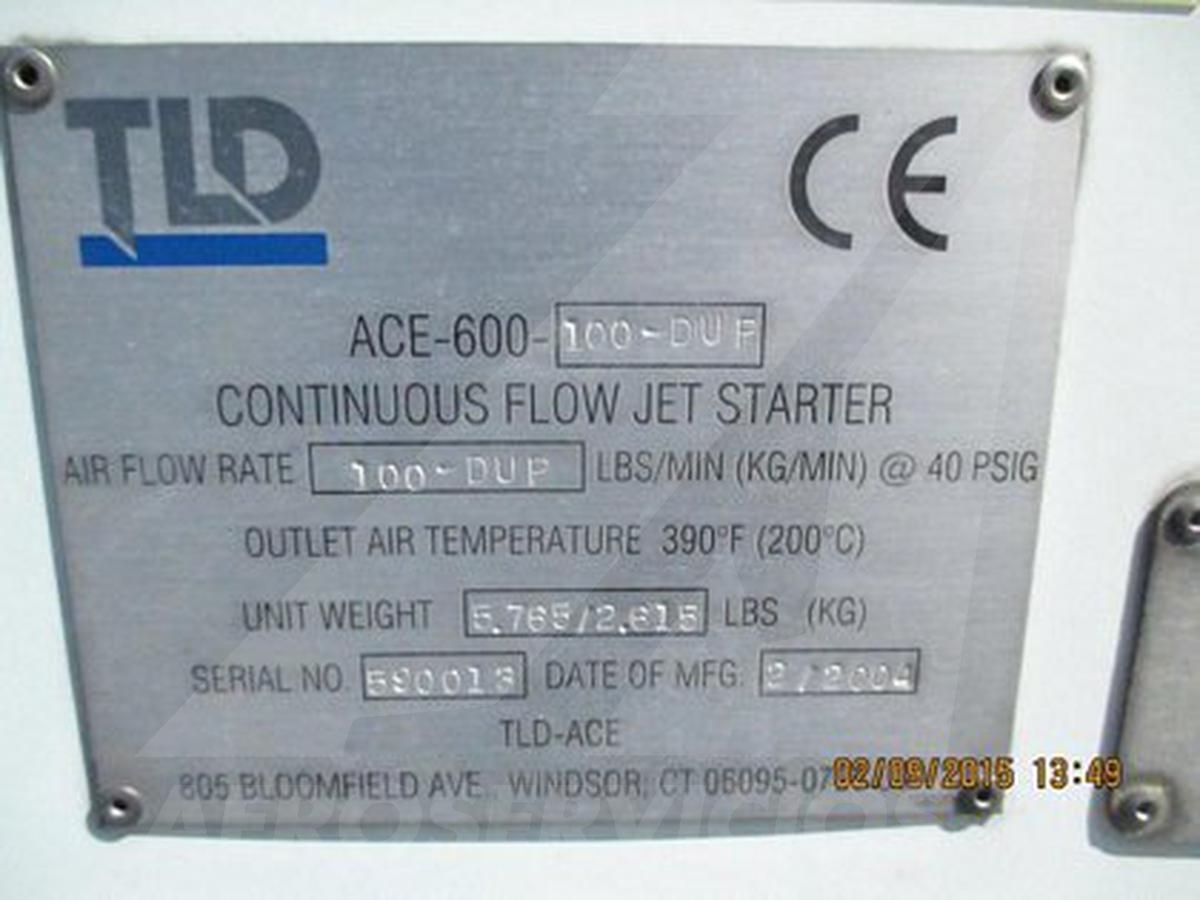 TLD CE
ACE-600-100-DUP
CONTINUOUS FLOW JET STARTER
AIR FLOW RATE 100-DUP LBS/MIN (KG/MIN) @ 40 PSIG
OUTLET AIR TEMPERATURE 390°F (200°C)
UNIT WEIGHT 5,765/2,615 LBS (KG)
SERIAL NO. 590013 DATE OF MFG: 2/2004
TLD-ACE
805 BLOOMFIELD AVE., WINDSOR, CT 06095-07
02/09/2015 13:49
AEROSERVICIOS